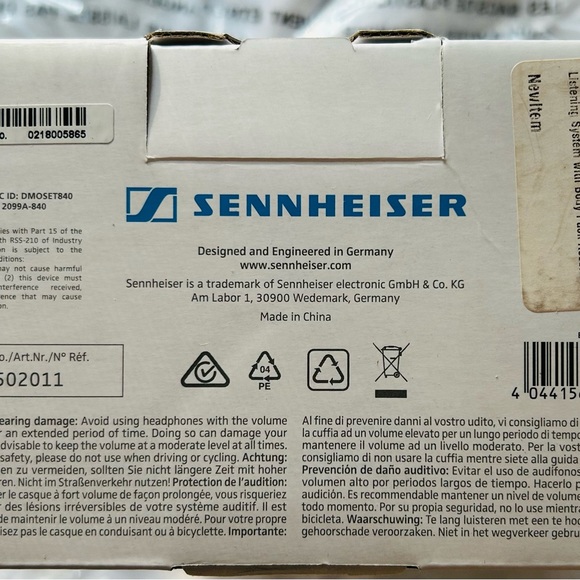 o. 0218005865
C ID: DMOSET840
2099A-840
ies with Part 15 of the
th RSS-210 of Industry
on is subject to the
ditions:
may not cause harmful
(2) this device must
nterference received,
rence that may cause
on.
SENNHEISER
Designed and Engineered in Germany
www.sennheiser.com
Sennheiser is a trademark of Sennheiser electronic GmbH & Co. KG
Am Labor 1, 30900 Wedemark, Germany
Made in China
New Item
Listening System with Body
o./Art.Nr./N° Réf.
502011
04
PE
4 04415
earing damage: Avoid using headphones with the volume
r an extended period of time. Doing so can damage your
advisable to keep the volume at a moderate level at all times.
safety, please do not use when driving or cycling. Achtung:
en zu vermeiden, sollten Sie nicht längere Zeit mit hoher
ren. Nicht im Straßenverkehr nutzen! Protection de l'audition:
er le casque à fort volume de façon prolongée, vous risqueriez
r des lésions irréversibles de votre système auditif. Il est
de maintenir le volume à un niveau modéré. Pour votre propre
isez pas le casque en conduisant ou à bicyclette. Importante:
Al fine di prevenire danni al vostro udito, vi consigliamo di
la cuffia ad un volume elevato per un lungo periodo di tempo
mantenere il volume ad un livello moderato. Per la vost
consigliamo di non usare la cuffia mentre siete alla guida
Prevención de daño auditivo: Evitar el uso de audífonos
volumen alto por periodos largos de tiempo. Hacerlo p
audición. Es recomendable mantener un nivel de volume
todo momento. Por su propia seguridad, no lo use mientra
bicicleta. Waarschuwing: Te lang luisteren met een te ho
gehoorschade veroorzaken. Niet in het wegverkeer gebru